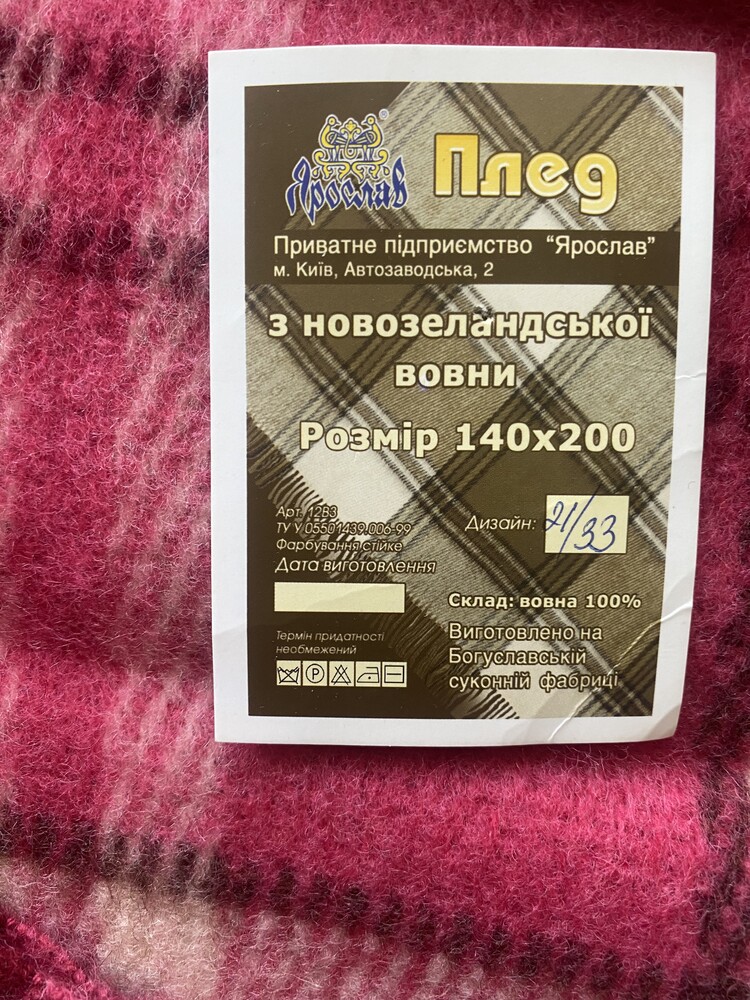 Ярослав ®
Плед
Приватне підприємство "Ярослав"
м. Київ, Автозаводська, 2
з новозеландської
вовни
Розмір 140х200
Арт. 12В3
ТУ У 05501439.006-99
Фарбування стійке
Дата виготовлення
Дизайн: 21/33
Термін придатності
необмежений
P
Склад: вовна 100%
Виготовлено на
Богуславській
суконній фабриці